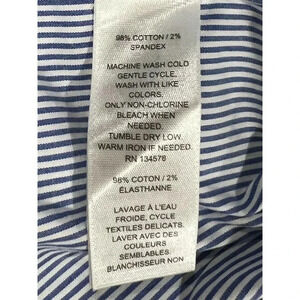 98% COTTON / 2%
SPANDEX
MACHINE WASH COLD
GENTLE CYCLE.
WASH WITH LIKE
COLORS.
ONLY NON-CHLORINE
BLEACH WHEN
NEEDED.
TUMBLE DRY LOW.
WARM IRON IF NEEDED.
RN 134576
98% COTON / 2%
ÉLASTHANNE
LAVAGE À L'EAU
FROIDE, CYCLE
TEXTILES DELICATS.
LAVER AVEC DES
COULEURS
SEMBLABLES.
BLANCHISSEUR NON